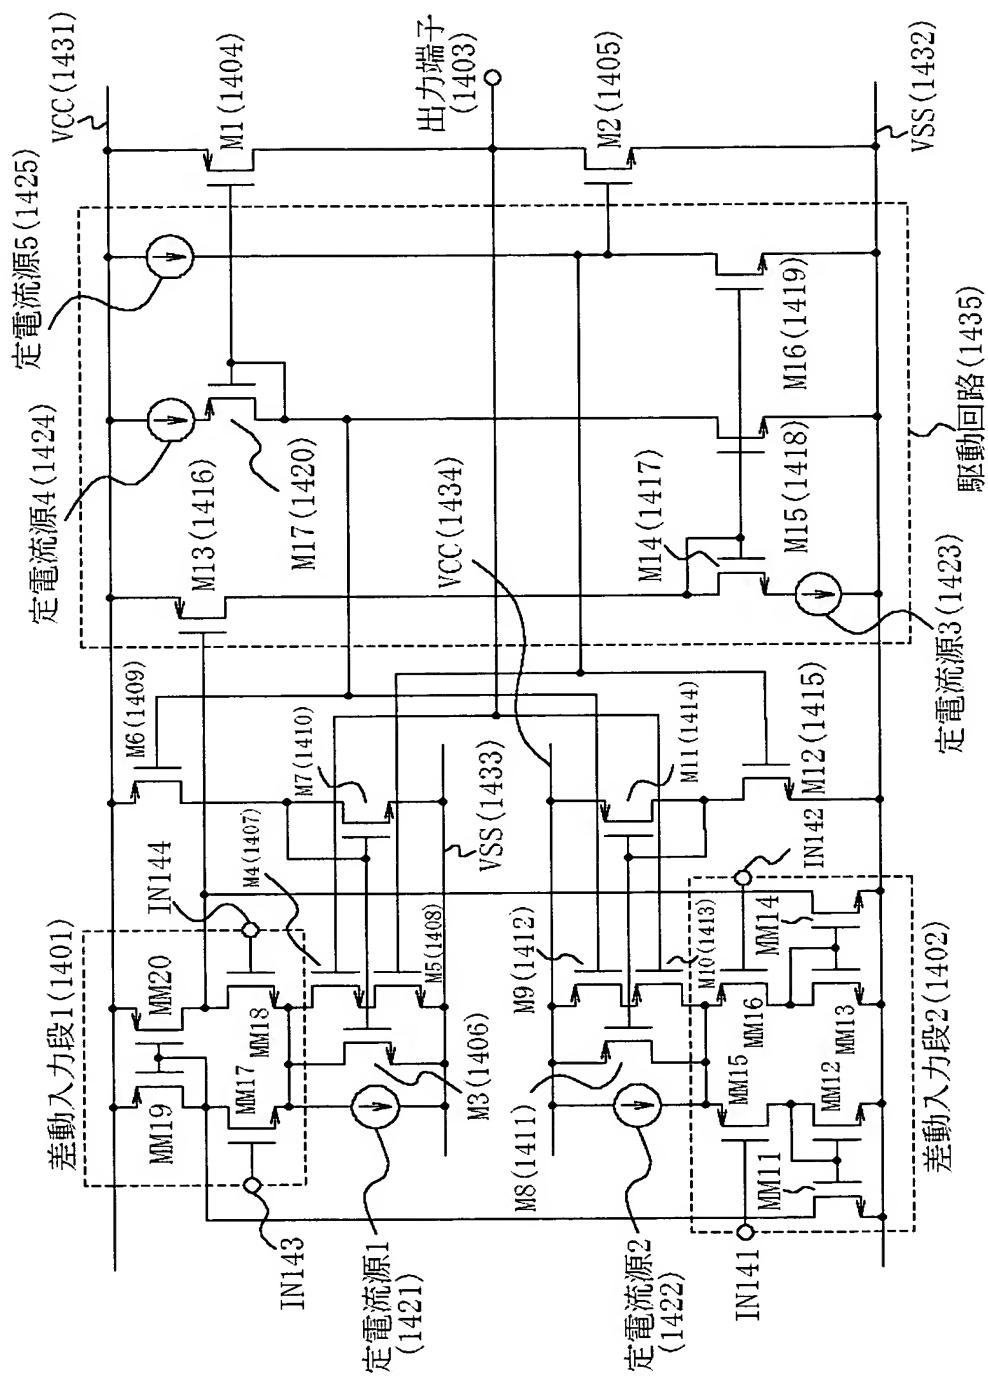 差動入力段1(1401)
IN143
MM19
MM20
MM17
MM18
IN144
M6(1409)
M4(1407)
M7(1410)
M5(1408)
M3(1406)
定電流源1
(1421)
VSS(1433)
VCC(1434)
M8(1411)
M9(1412)
M10(1413)
M11(1414)
定電流源2
(1422)
IN141
IN142
MM15
MM16
MM11
MM12
MM13
MM14
M12(1415)
差動入力段2(1402)
定電流源4(1424)
定電流源5(1425)
M13(1416)
M17(1420)
M14(1417)
M15(1418)
M16(1419)
定電流源3(1423)
駆動回路(1435)
VCC(1431)
M1(1404)
出力端子
(1403)
M2(1405)
VSS(1432)